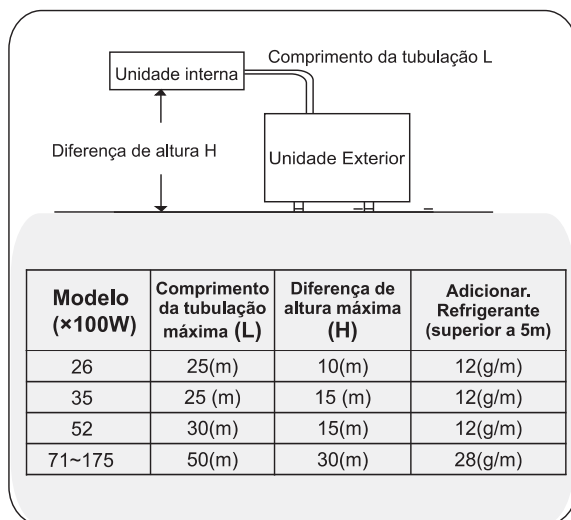 Comprimento da tubulação L
Unidade interna
Diferença de altura H
Unidade Exterior
Modelo
(×100W)
Comprimento
da tubulação
máxima (L)
Diferença de
altura máxima
(H)
Adicionar.
Refrigerante
(superior a 5m)
26 25(m) 10(m) 12(g/m)
35 25 (m) 15 (m) 12(g/m)
52 30(m) 15(m) 12(g/m)
71~175 50(m) 30(m) 28(g/m)